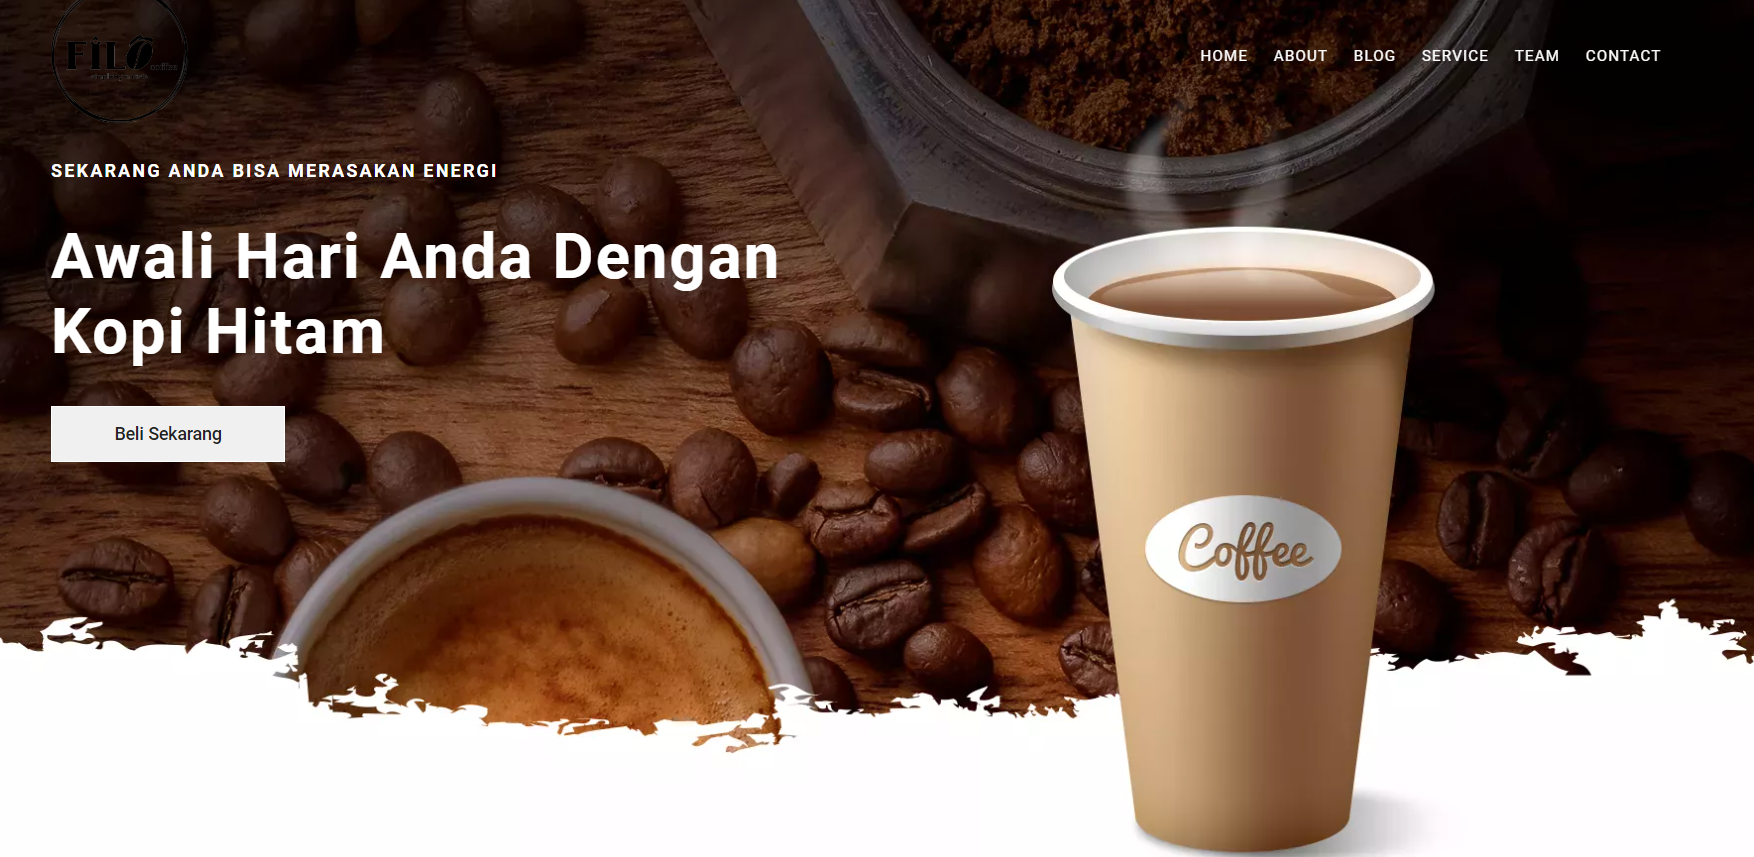 FILO
coffee
HOME ABOUT BLOG SERVICE TEAM CONTACT
SEKARANG ANDA BISA MERASAKAN ENERGI
Awali Hari Anda Dengan
Kopi Hitam
Beli Sekarang
Coffee